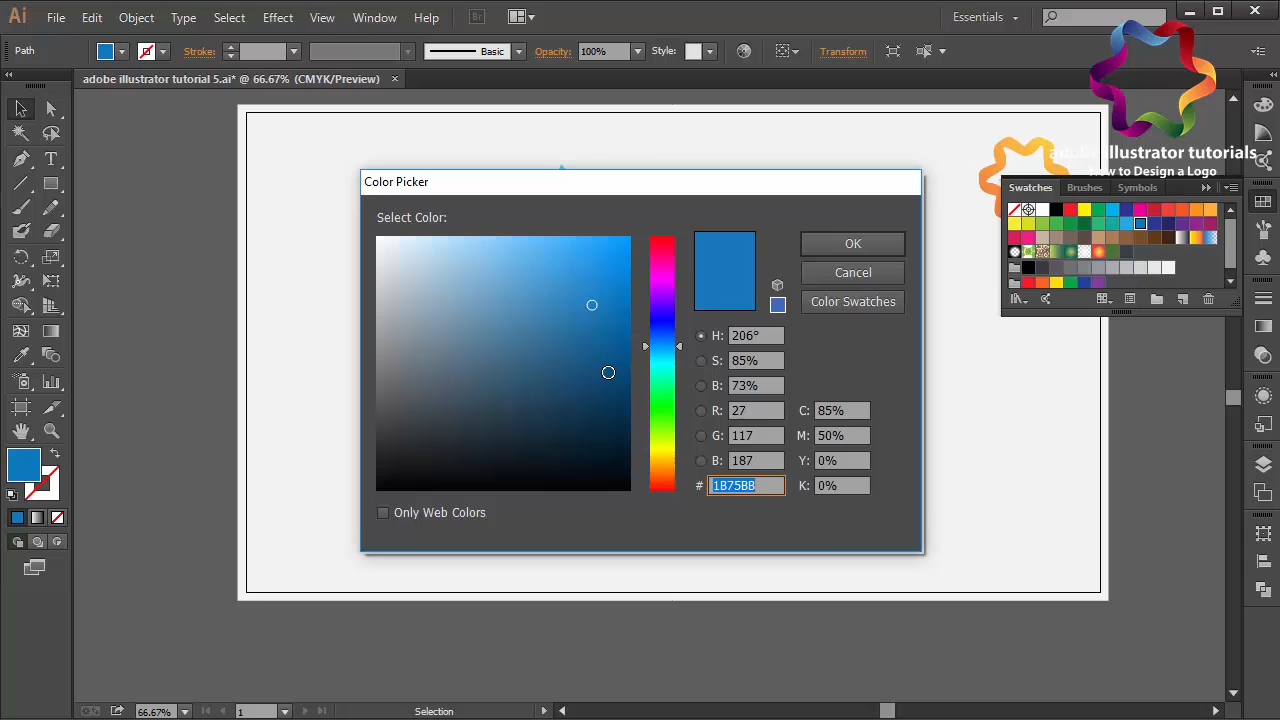 Ai File Edit Object Type Select Effect View Window Help Br Essentials
Path Stroke: Basic Opacity: 100% Style: Transform
adobe illustrator tutorial 5.ai* @ 66.67% (CMYK/Preview) ×
adobe illustrator tutorials
How to Design a Logo
Color Picker
Swatches Brushes Symbols
Select Color:
OK
Cancel
Color Swatches
H: 206°
S: 85%
B: 73%
R: 27 C: 85%
G: 117 M: 50%
B: 187 Y: 0%
# 1B75BB K: 0%
Only Web Colors
66.67% 1 Selection